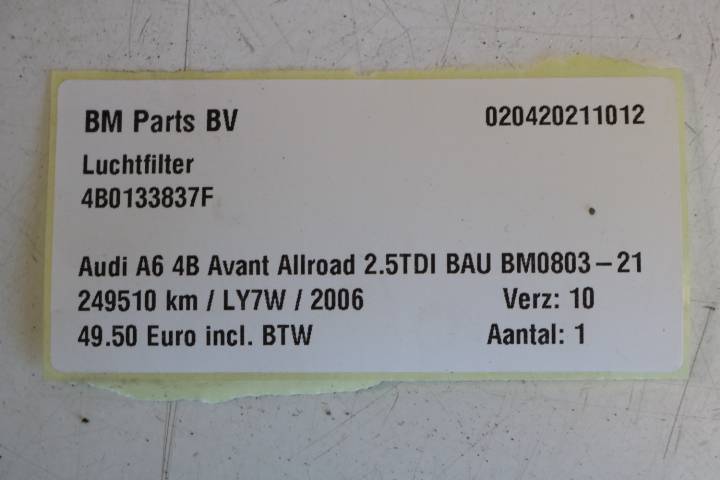 BM Parts BV 020420211012
Luchtfilter
4B0133837F
Audi A6 4B Avant Allroad 2.5TDI BAU BM0803-21
249510 km / LY7W / 2006 Verz: 10
49.50 Euro incl. BTW Aantal: 1